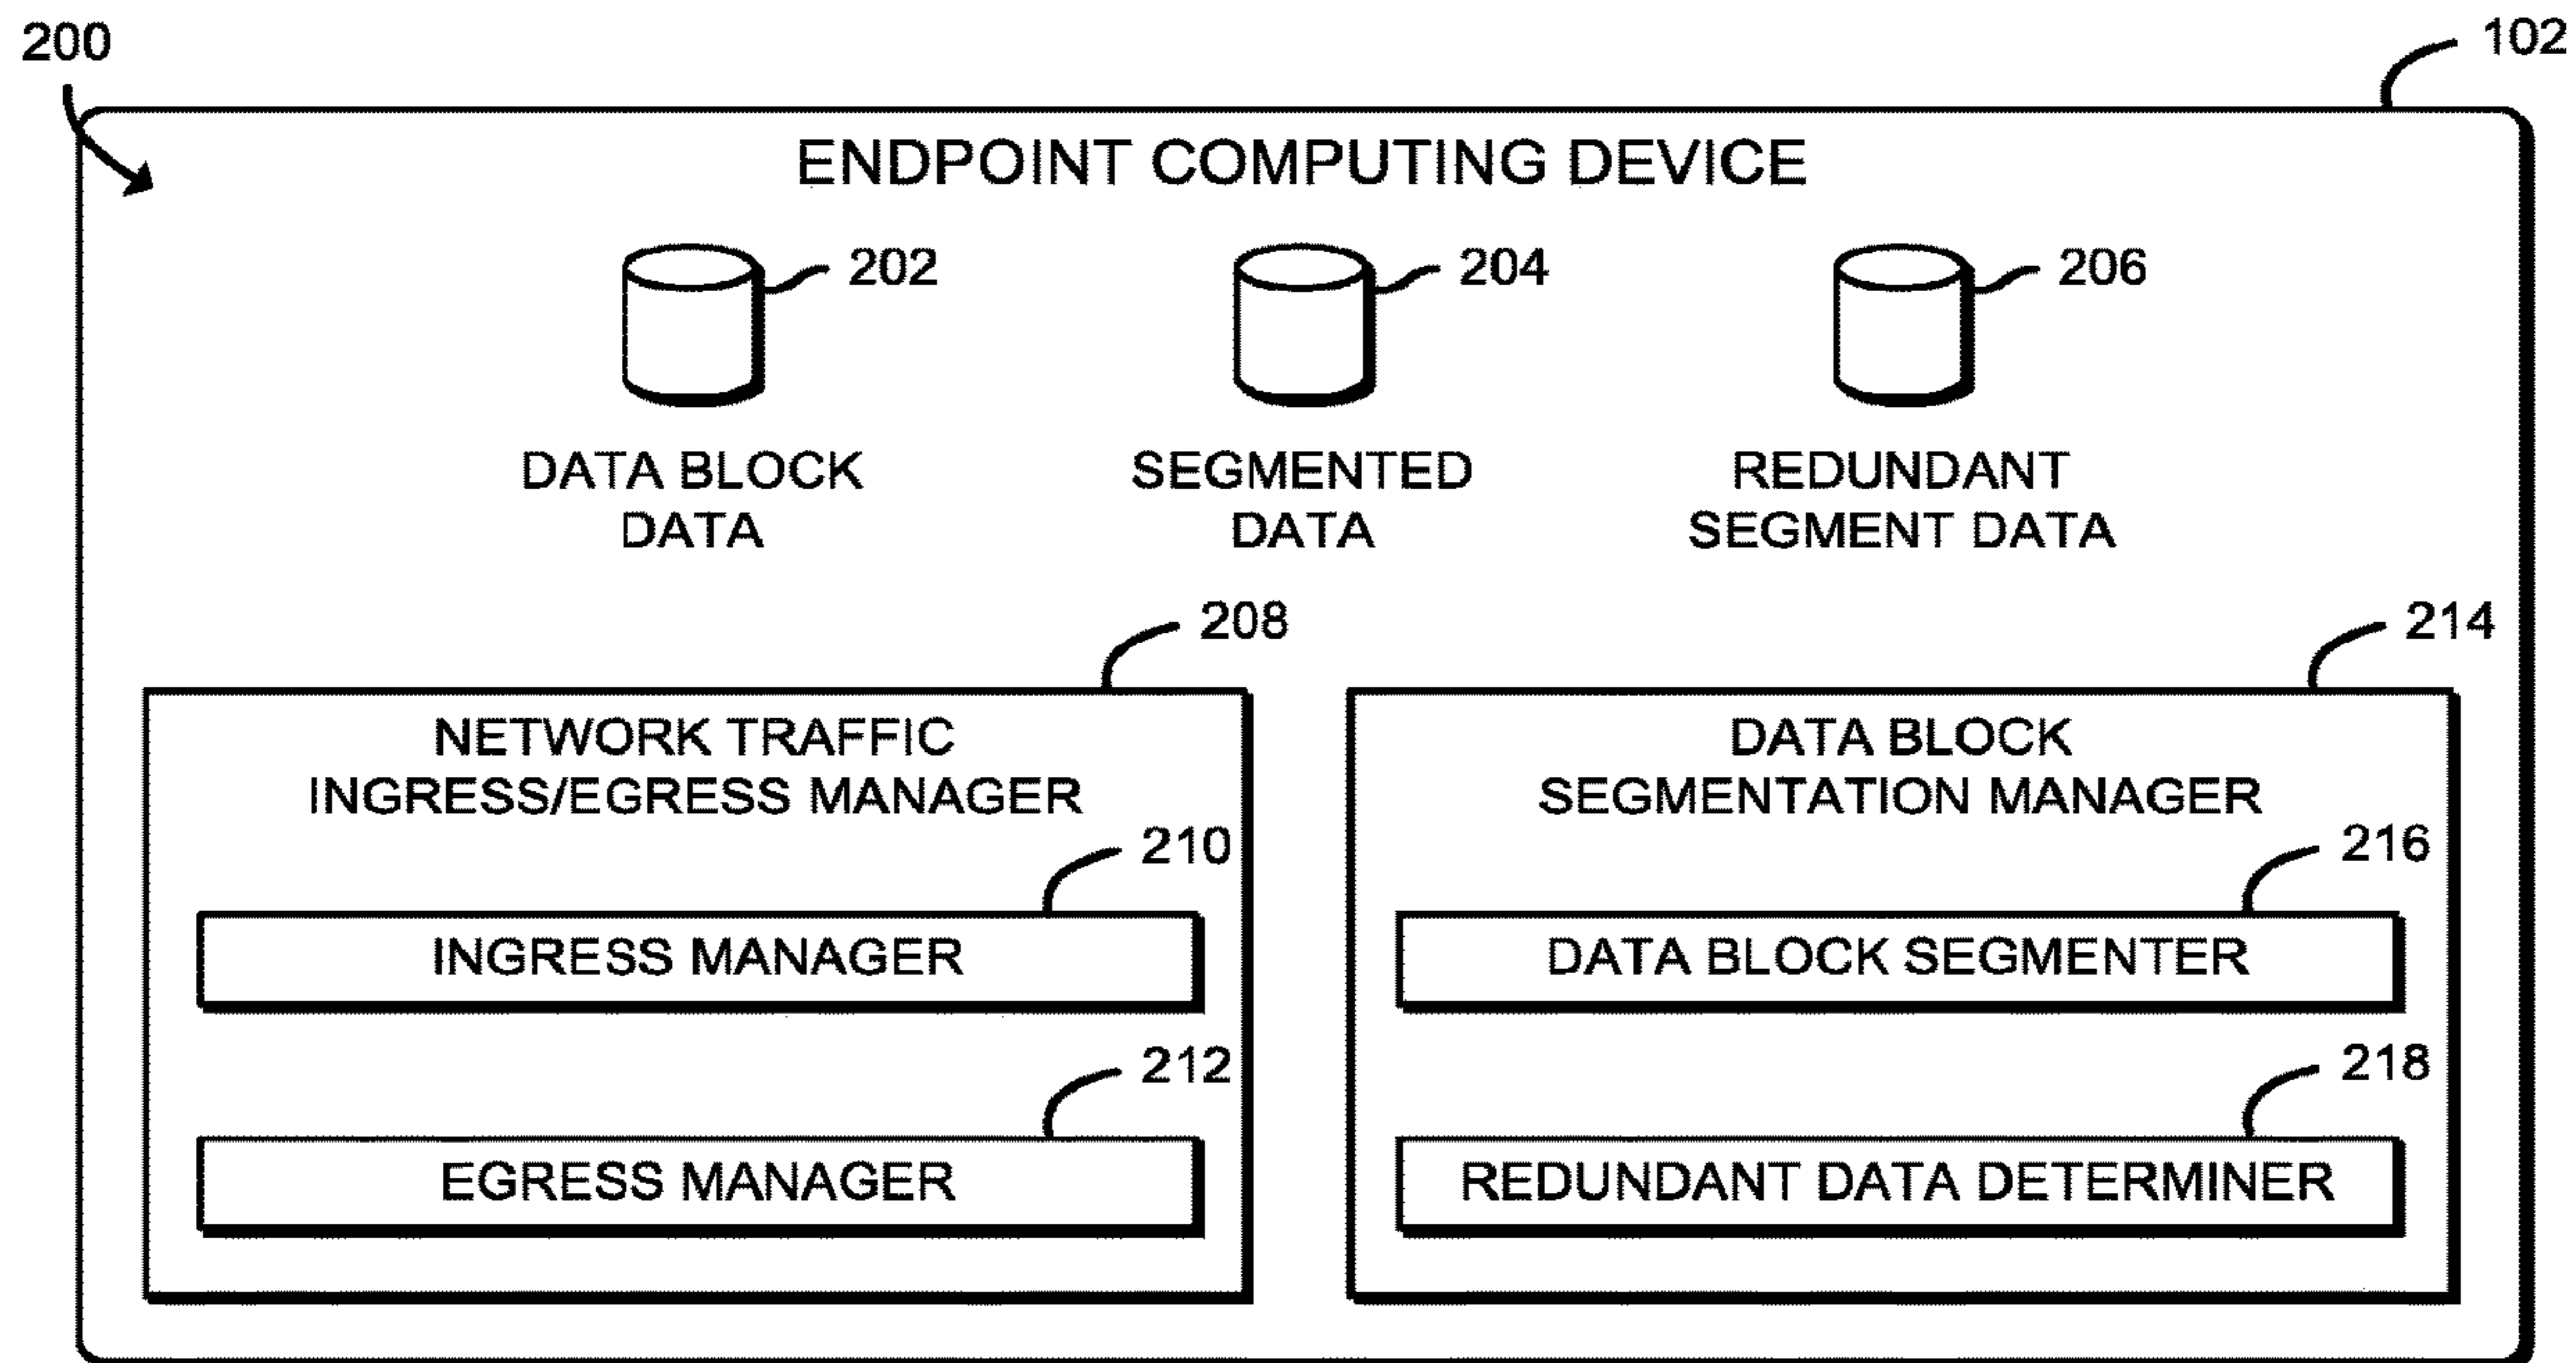 200
102
ENDPOINT COMPUTING DEVICE
202
204
206
DATA BLOCK
DATA
SEGMENTED
DATA
REDUNDANT
SEGMENT DATA
208
NETWORK TRAFFIC
INGRESS/EGRESS MANAGER
210
INGRESS MANAGER
212
EGRESS MANAGER
214
DATA BLOCK
SEGMENTATION MANAGER
216
DATA BLOCK SEGMENTER
218
REDUNDANT DATA DETERMINER